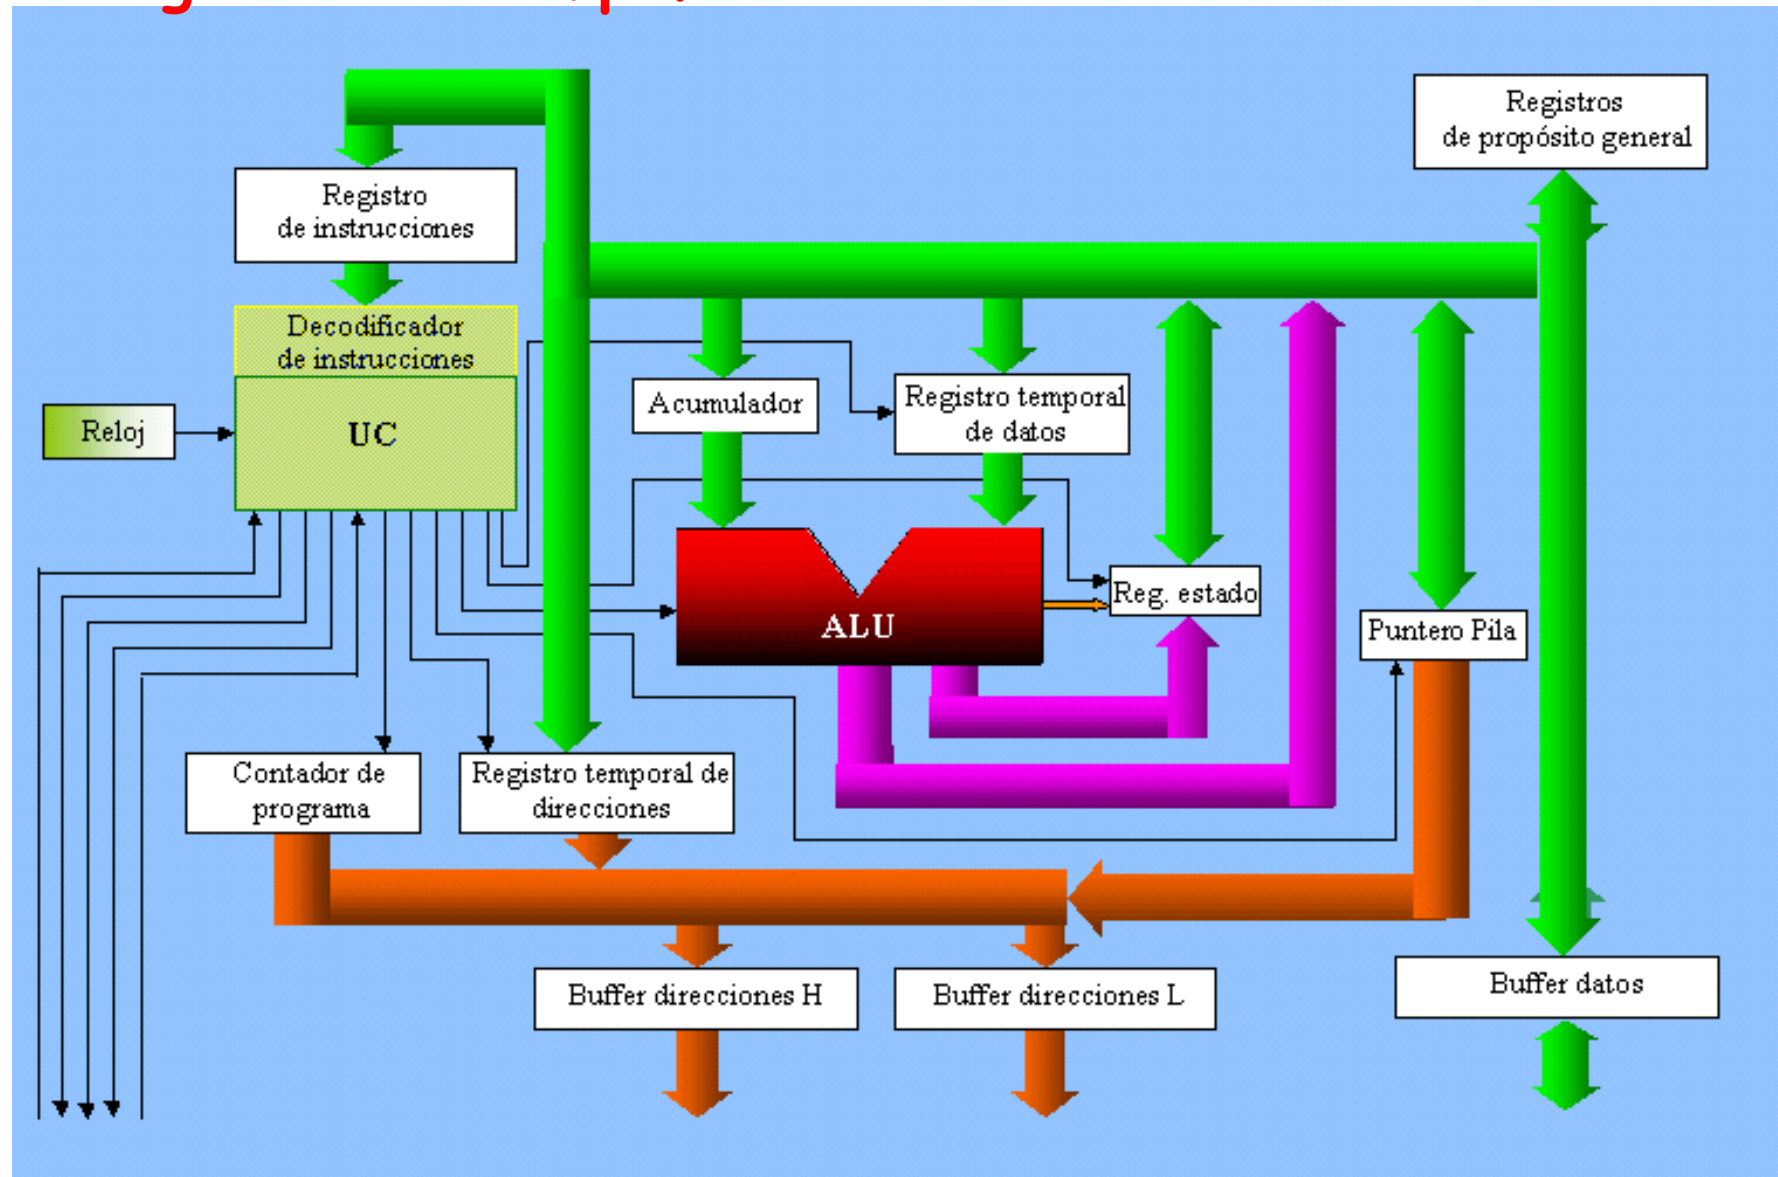 Registros
de propósito general
Registro
de instrucciones
Decodificador
de instrucciones
Reloj
UC
Acumulador
Registro temporal
de datos
ALU
Reg. estado
Puntero Pila
Contador de
programa
Registro temporal de
direcciones
Buffer direcciones H
Buffer direcciones L
Buffer datos